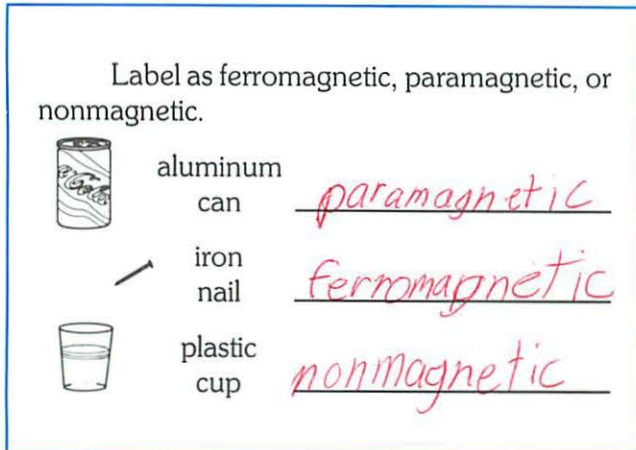 Label as ferromagnetic, paramagnetic, or
nonmagnetic.
aluminum
can
paramagnetic
iron
nail
ferromagnetic
plastic
cup
nonmagnetic